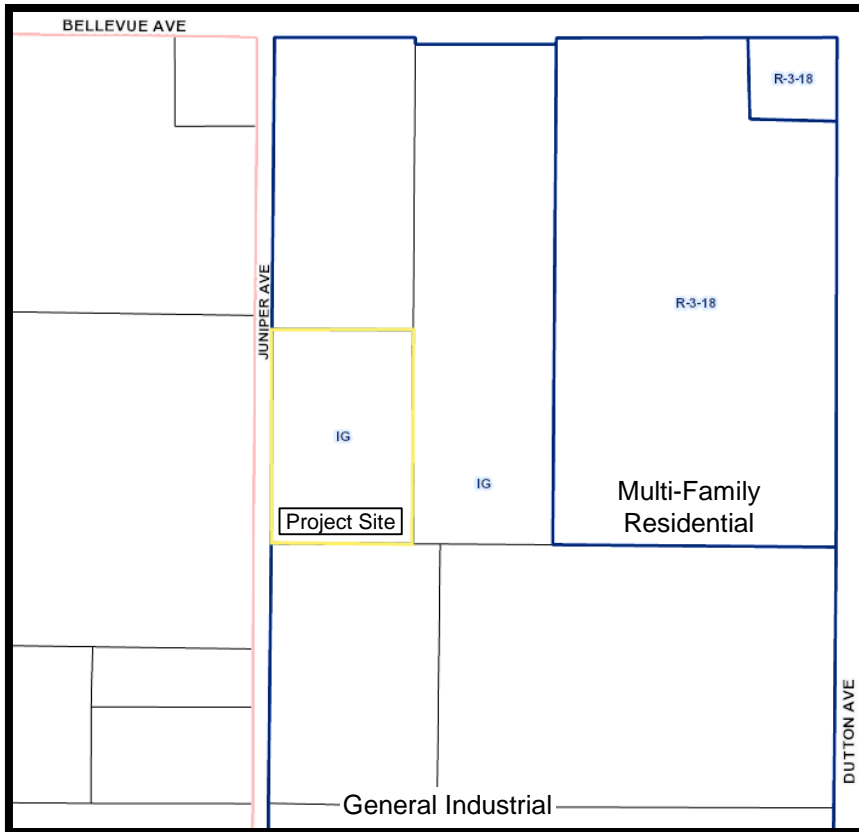 BELLEVUE AVE
R-3-18
JUNIPER AVE
R-3-18
IG
IG
Multi-Family
Residential
Project Site
DUTTON AVE
General Industrial